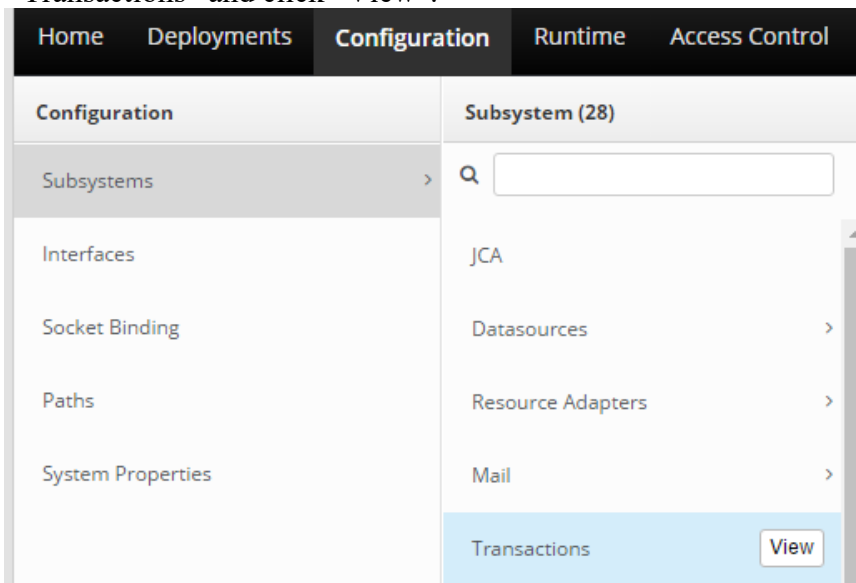 "Transactions" and click "View".
Home Deployments Configuration Runtime Access Control
Configuration
Subsystem (28)
Subsystems
Interfaces
Socket Binding
Paths
System Properties
JCA
Datasources
Resource Adapters
Mail
Transactions View